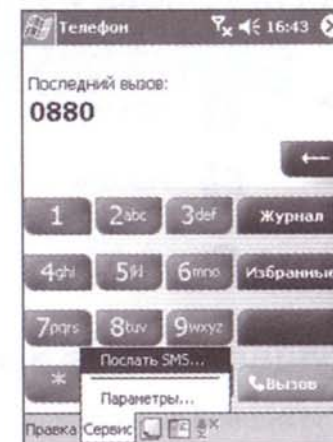 Телефон 16:43
Последний вызов:
0880
1 2abc 3def Журнал
4ghi 5jkl 6mno Избранные
7pqrs 8tuv 9wxyz
Послать SMS...
* Параметры... Вызов
Правка Сервис